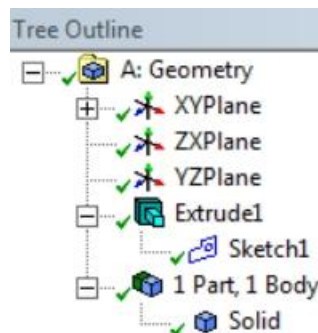 Tree Outline
A: Geometry
XYPlane
ZXPlane
YZPlane
Extrude1
Sketch1
1 Part, 1 Body
Solid